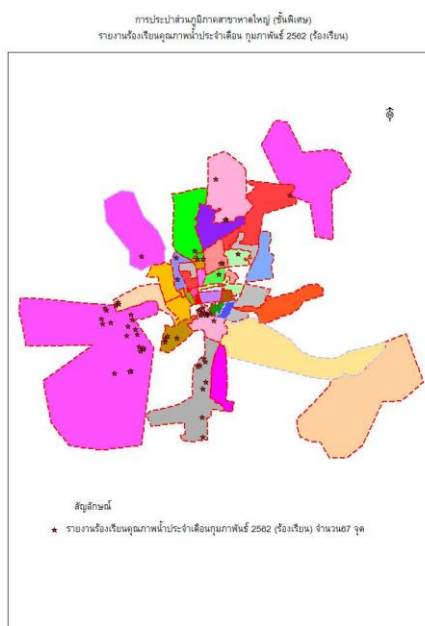 การประปาส่วนภูมิภาคสาขาหาดใหญ่ (ชั้นพิเศษ)
รายงานร้องเรียนคุณภาพน้ำประจำเดือน กุมภาพันธ์ 2562 (ร้องเรียน)
สัญลักษณ์
รายงานร้องเรียนคุณภาพน้ำประจำเดือนกุมภาพันธ์ 2562 (ร้องเรียน) จำนวน67 จุด